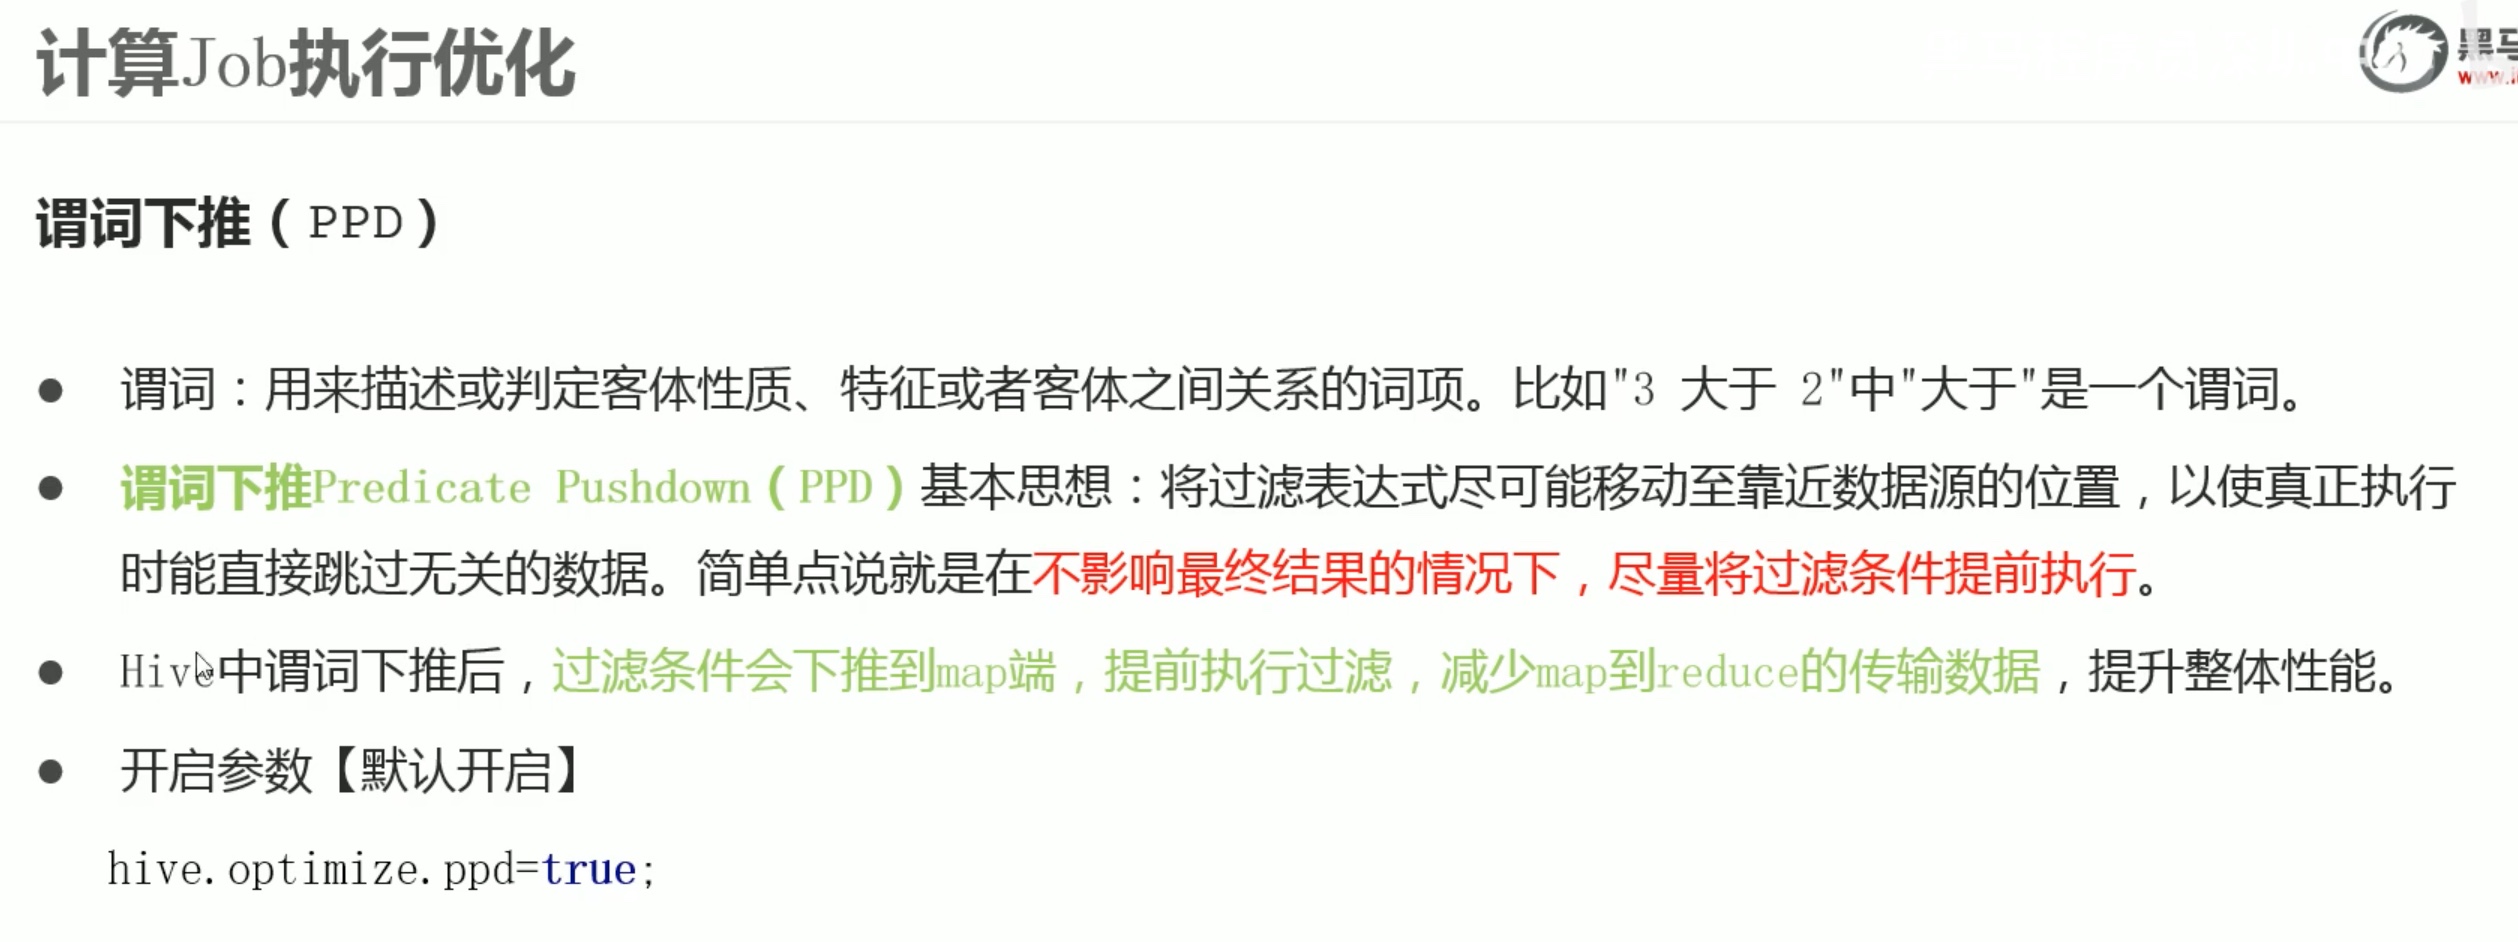 计算Job执行优化
黑马
www.i
谓词下推（PPD）
谓词：用来描述或判定客体性质、特征或者客体之间关系的词项。比如"3 大于 2"中"大于"是一个谓词。
谓词下推Predicate Pushdown（PPD）基本思想：将过滤表达式尽可能移动至靠近数据源的位置，以使真正执行
时能直接跳过无关的数据。简单点说就是在不影响最终结果的情况下，尽量将过滤条件提前执行。
Hive中谓词下推后，过滤条件会下推到map端，提前执行过滤，减少map到reduce的传输数据，提升整体性能。
开启参数【默认开启】
hive.optimize.ppd=true;